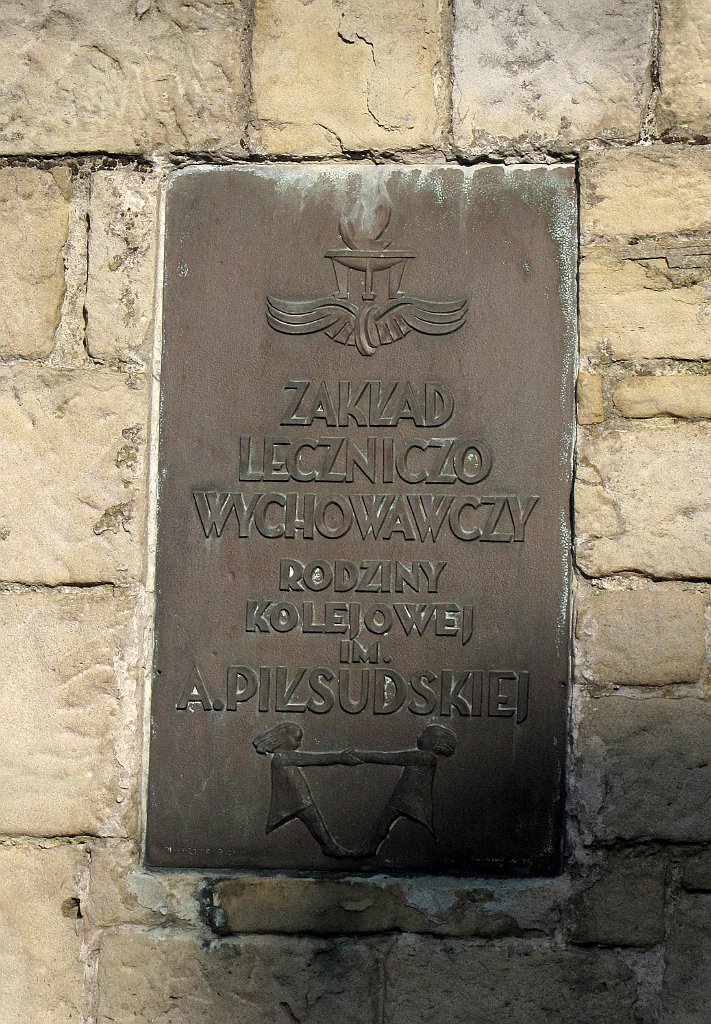 ZAKŁAD
LECZNICZO
WYCHOWAWCZY
RODZINY
KOLEJOWEJ
IM.
A.PIŁSUDSKIEJ